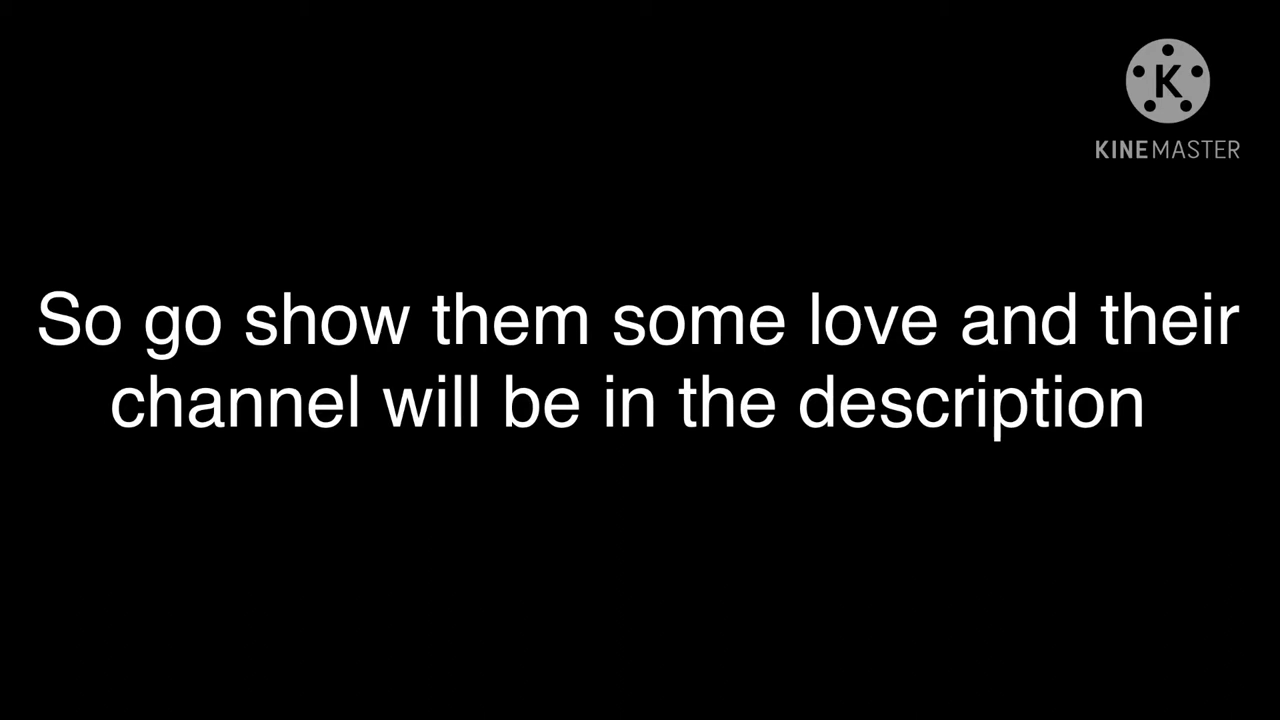 K
KINEMASTER
So go show them some love and their
channel will be in the description